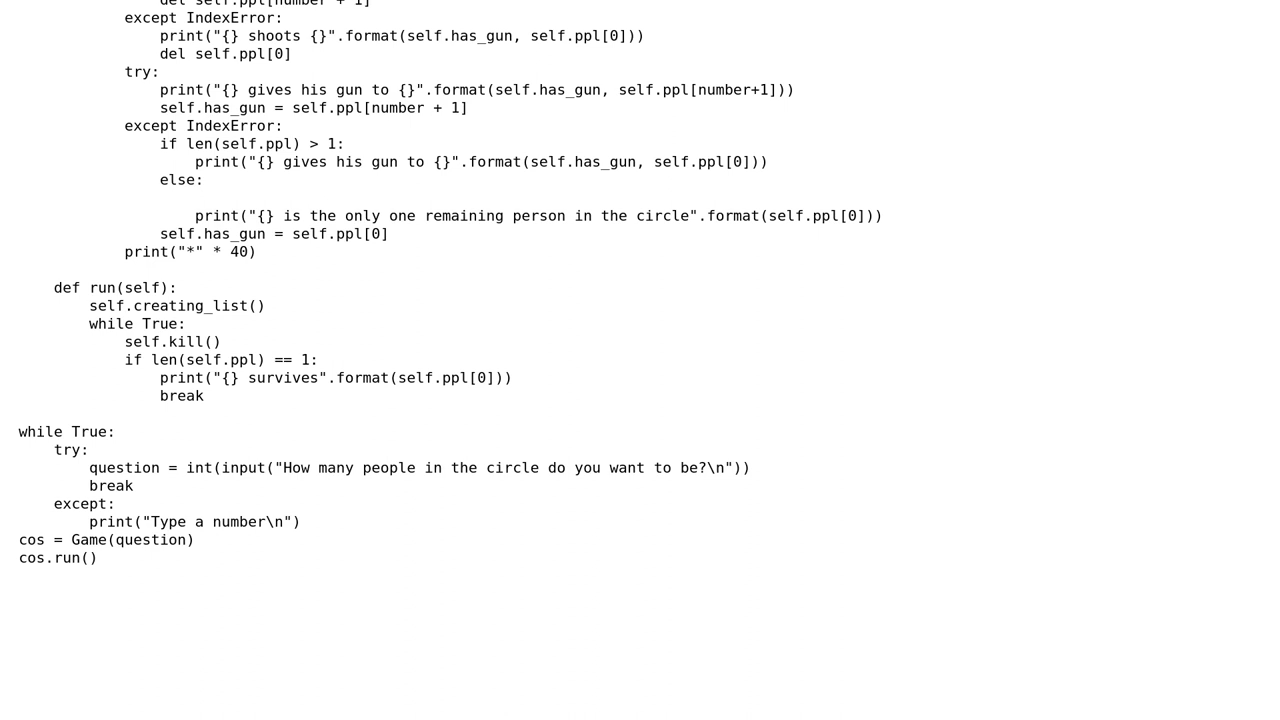 del self.ppl[number + 1]
            except IndexError:
                print("{} shoots {}".format(self.has_gun, self.ppl[0]))
                del self.ppl[0]
            try:
                print("{} gives his gun to {}".format(self.has_gun, self.ppl[number+1]))
                self.has_gun = self.ppl[number + 1]
            except IndexError:
                if len(self.ppl) > 1:
                    print("{} gives his gun to {}".format(self.has_gun, self.ppl[0]))
                else:

                    print("{} is the only one remaining person in the circle".format(self.ppl[0]))
                self.has_gun = self.ppl[0]
            print("*" * 40)

    def run(self):
        self.creating_list()
        while True:
            self.kill()
            if len(self.ppl) == 1:
                print("{} survives".format(self.ppl[0]))
                break

while True:
    try:
        question = int(input("How many people in the circle do you want to be?\n"))
        break
    except:
        print("Type a number\n")
cos = Game(question)
cos.run()